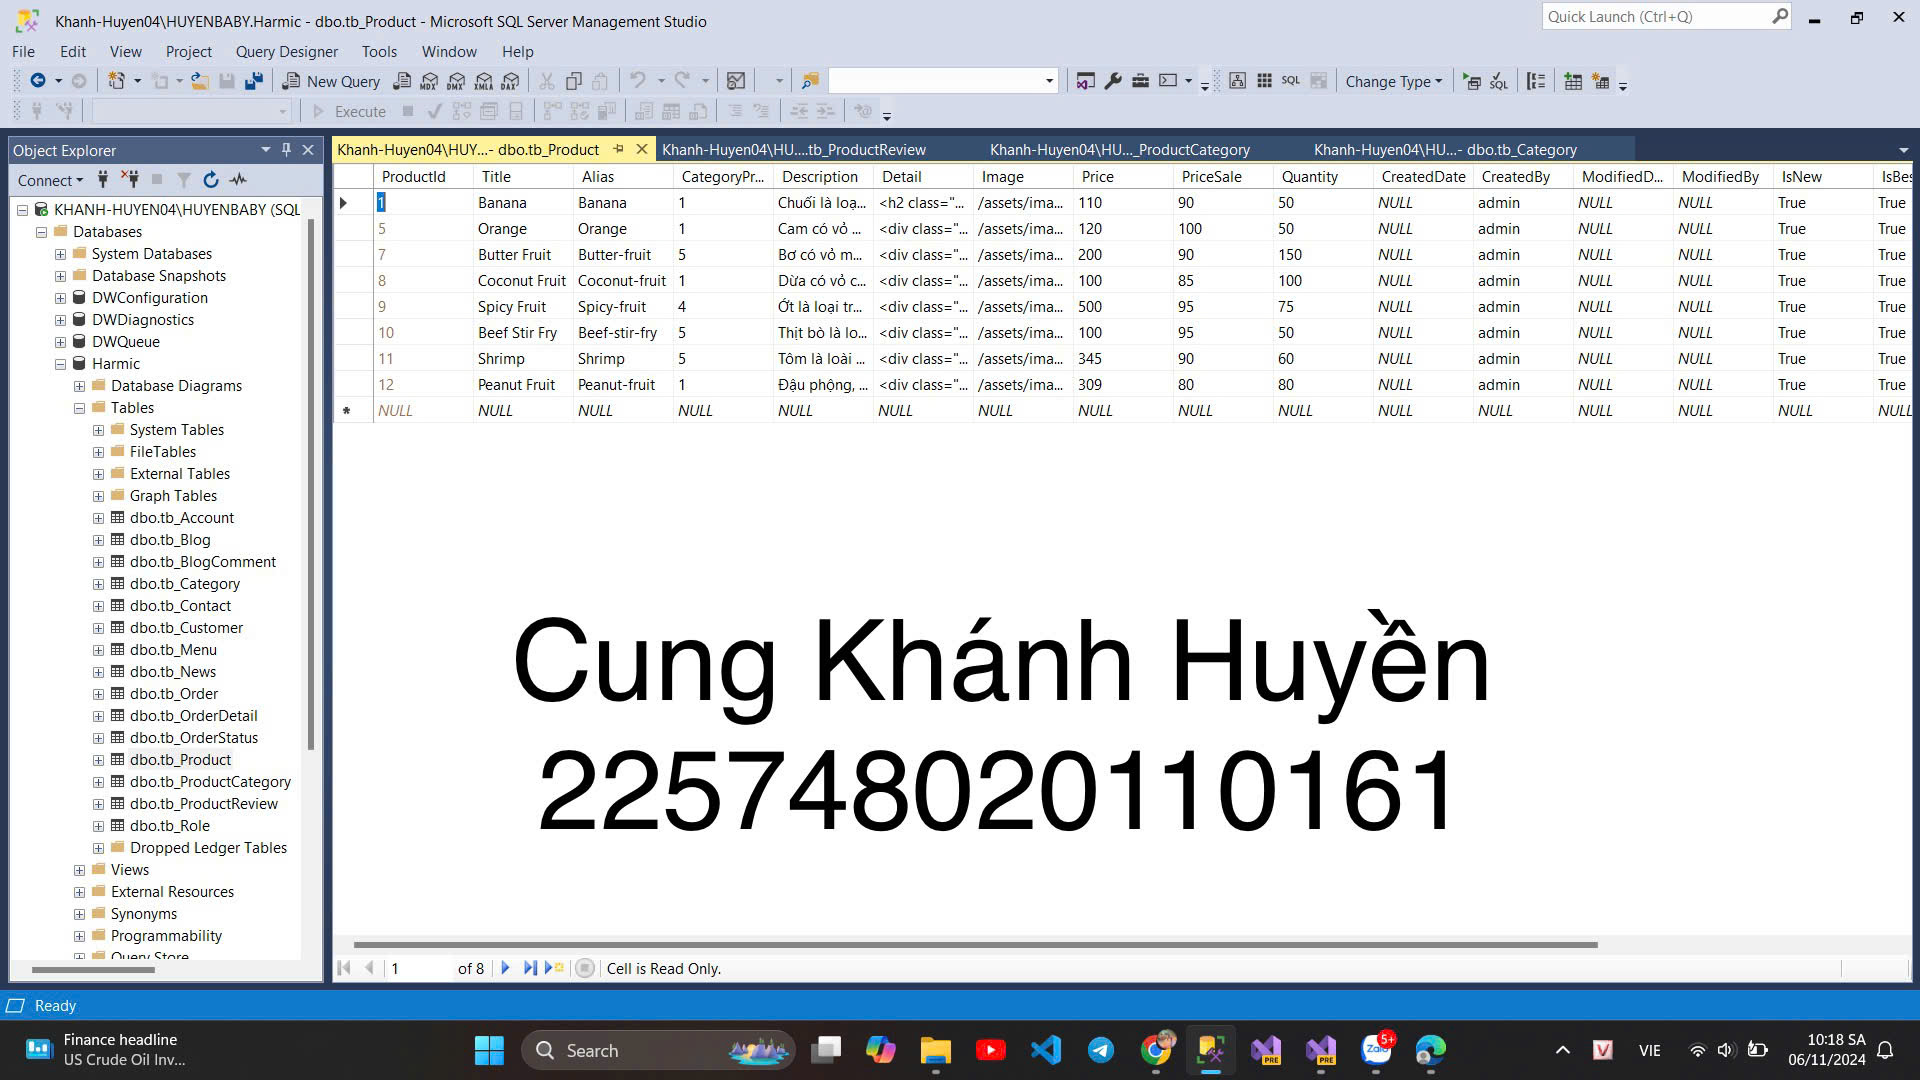 Khanh-Huyen04\HUYENBABY.Harmic - dbo.tb_Product - Microsoft SQL Server Management Studio
Quick Launch (Ctrl+Q)
File Edit View Project Query Designer Tools Window Help
New Query MDX DMX XMLA DAX SQL Change Type SQL
Execute
Object Explorer
Khanh-Huyen04\HUY...- dbo.tb_Product Khanh-Huyen04\HU....tb_ProductReview Khanh-Huyen04\HU..._ProductCategory Khanh-Huyen04\HU...- dbo.tb_Category
Connect
KHANH-HUYEN04\HUYENBABY (SQL
Databases
System Databases
Database Snapshots
DWConfiguration
DWDiagnostics
DWQueue
Harmic
Database Diagrams
Tables
System Tables
FileTables
External Tables
Graph Tables
dbo.tb_Account
dbo.tb_Blog
dbo.tb_BlogComment
dbo.tb_Category
dbo.tb_Contact
dbo.tb_Customer
dbo.tb_Menu
dbo.tb_News
dbo.tb_Order
dbo.tb_OrderDetail
dbo.tb_OrderStatus
dbo.tb_Product
dbo.tb_ProductCategory
dbo.tb_ProductReview
dbo.tb_Role
Dropped Ledger Tables
Views
External Resources
Synonyms
Programmability
Query Store
ProductId Title Alias CategoryPr... Description Detail Image Price PriceSale Quantity CreatedDate CreatedBy ModifiedD... ModifiedBy IsNew IsBes
1 Banana Banana 1 Chuối là loạ... <h2 class="... /assets/ima... 110 90 50 NULL admin NULL NULL True True
5 Orange Orange 1 Cam có vỏ ... <div class="... /assets/ima... 120 100 50 NULL admin NULL NULL True True
7 Butter Fruit Butter-fruit 5 Bơ có vỏ m... <div class="... /assets/ima... 200 90 150 NULL admin NULL NULL True True
8 Coconut Fruit Coconut-fruit 1 Dừa có vỏ c... <div class="... /assets/ima... 100 85 100 NULL admin NULL NULL True True
9 Spicy Fruit Spicy-fruit 4 Ớt là loại tr... <div class="... /assets/ima... 500 95 75 NULL admin NULL NULL True True
10 Beef Stir Fry Beef-stir-fry 5 Thịt bò là lo... <div class="... /assets/ima... 100 95 50 NULL admin NULL NULL True True
11 Shrimp Shrimp 5 Tôm là loài ... <div class="... /assets/ima... 345 90 60 NULL admin NULL NULL True True
12 Peanut Fruit Peanut-fruit 1 Đậu phộng, ... <div class="... /assets/ima... 309 80 80 NULL admin NULL NULL True True
NULL NULL NULL NULL NULL NULL NULL NULL NULL NULL NULL NULL NULL NULL NULL NULL
Cung Khánh Huyền
225748020110161
1 of 8 Cell is Read Only.
Ready
Finance headline
US Crude Oil Inv...
Search
PRE PRE Zalo 5+
VIE
10:18 SA
06/11/2024